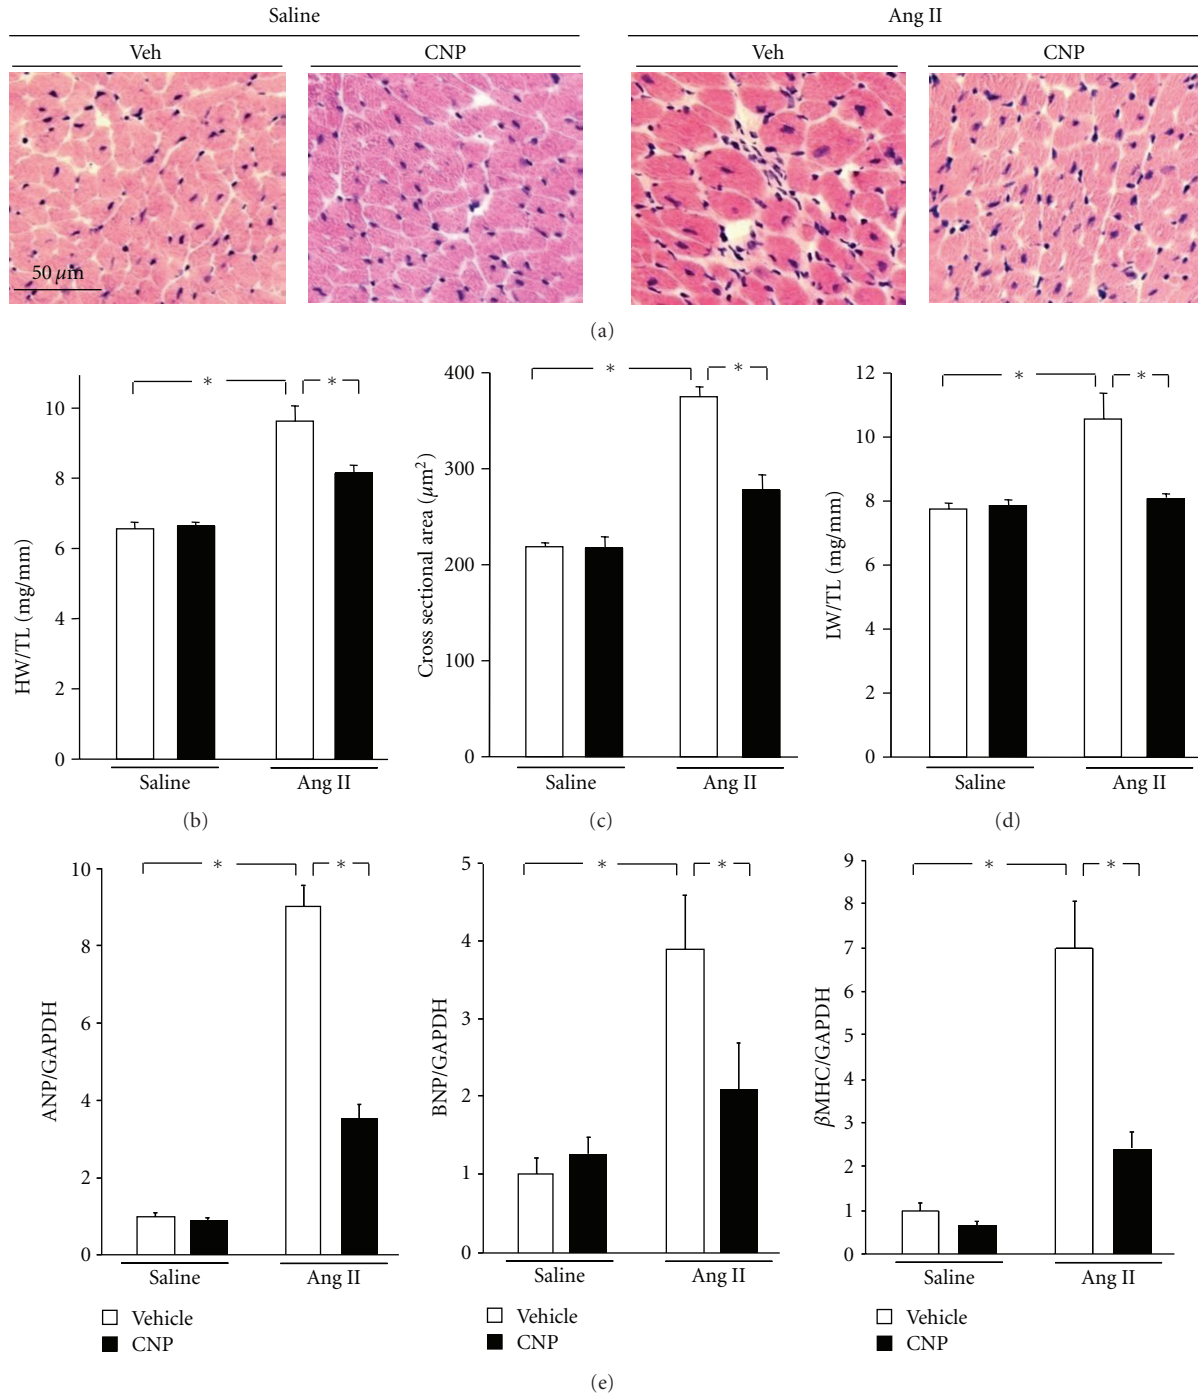 Saline Ang II
Veh CNP Veh CNP
50 µm
(a)
HW/TL (mg/mm)
10
8
6
4
2
0
* *
Saline Ang II
(b)
Cross sectional area (µm²)
400
300
200
100
0
* *
Saline Ang II
(c)
LW/TL (mg/mm)
12
10
8
6
4
2
0
* *
Saline Ang II
(d)
ANP/GAPDH
10
8
6
4
2
0
* *
Saline Ang II
Vehicle
CNP
BNP/GAPDH
5
4
3
2
1
0
* *
Saline Ang II
Vehicle
CNP
βMHC/GAPDH
9
8
7
6
5
4
3
2
1
0
* *
Saline Ang II
Vehicle
CNP
(e)